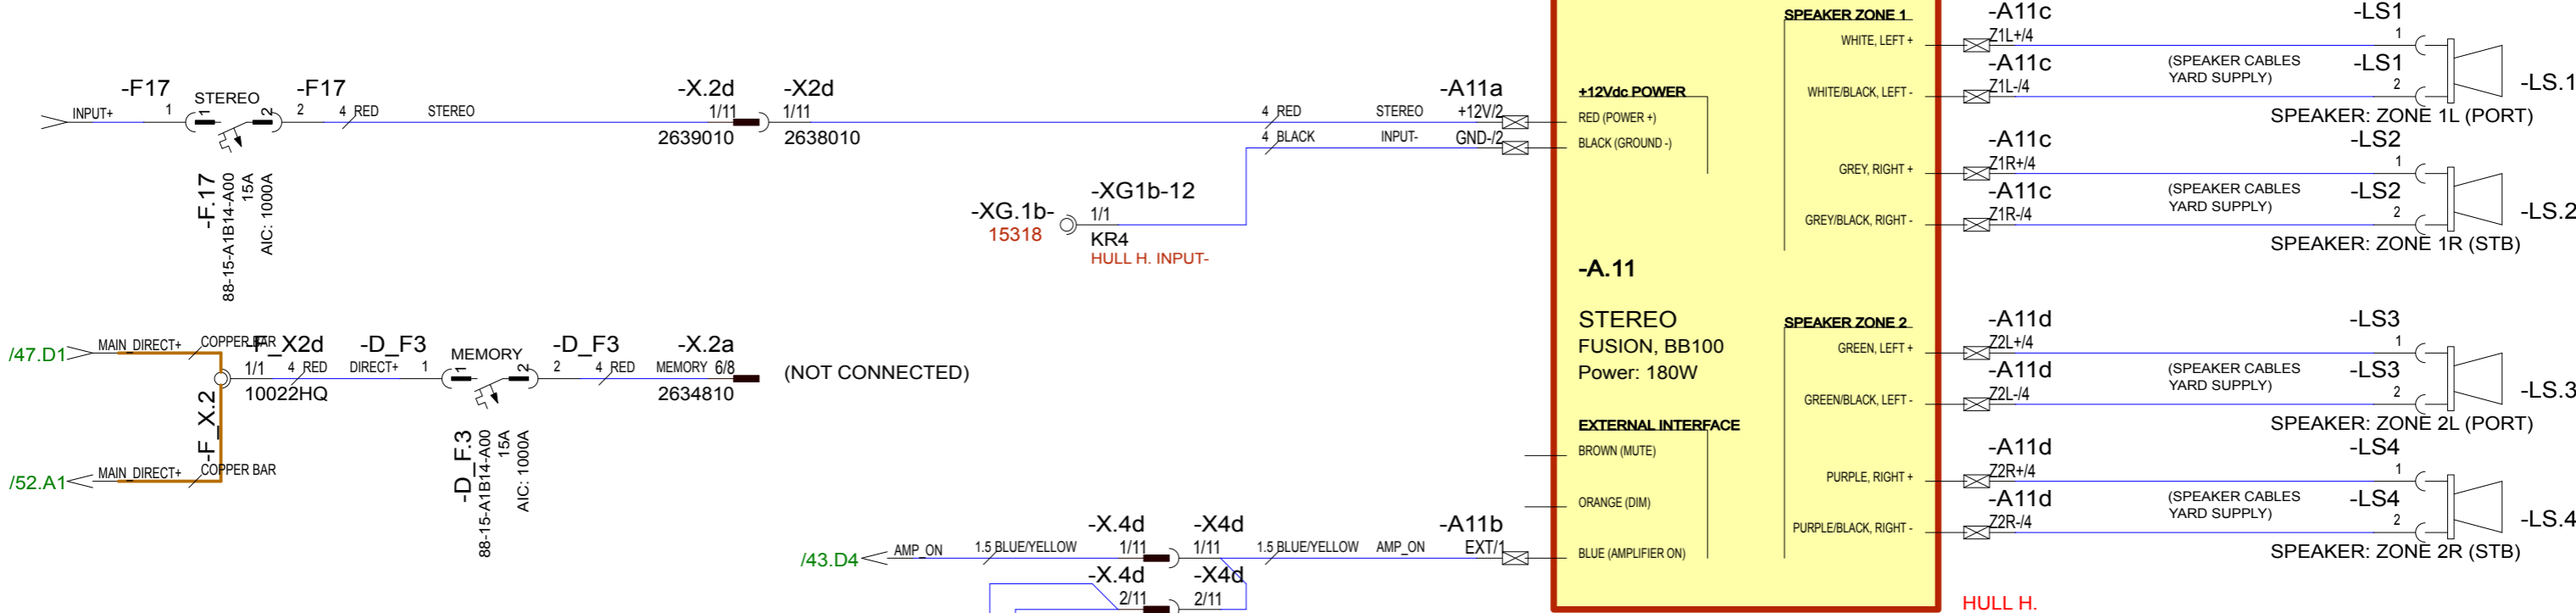 -F17
STEREO
-F17
INPUT+
1
1
2
2
4 RED
STEREO
-X.2d
-X2d
1/11
1/11
2639010
2638010
4 RED
STEREO
-A11a
+12V/2
4 BLACK
INPUT-
GND-/2
-F.17
88-15-A1B14-A00
15A
AIC: 1000A
-XG.1b-
15318
-XG1b-12
1/1
KR4
HULL H. INPUT-
/47.D1
MAIN_DIRECT+
COPPER BAR
-F_X2d
1/1
4 RED
DIRECT+
10022HQ
-D_F3
1
MEMORY
1
2
-D_F3
2
4 RED
MEMORY
-X.2a
6/8
2634810
(NOT CONNECTED)
-F_X.2
/52.A1
MAIN_DIRECT+
COPPER BAR
-D_F.3
88-15-A1B14-A00
15A
AIC: 1000A
/43.D4
AMP_ON
1.5 BLUE/YELLOW
-X.4d
-X4d
1/11
1/11
1.5 BLUE/YELLOW
AMP_ON
-A11b
EXT/1
-X.4d
-X4d
2/11
2/11
+12Vdc POWER
RED (POWER +)
BLACK (GROUND -)
-A.11
STEREO
FUSION, BB100
Power: 180W
EXTERNAL INTERFACE
BROWN (MUTE)
ORANGE (DIM)
BLUE (AMPLIFIER ON)
SPEAKER ZONE 1
WHITE, LEFT +
WHITE/BLACK, LEFT -
GREY, RIGHT +
GREY/BLACK, RIGHT -
SPEAKER ZONE 2
GREEN, LEFT +
GREEN/BLACK, LEFT -
PURPLE, RIGHT +
PURPLE/BLACK, RIGHT -
-A11c
Z1L+/4
-LS1
1
-A11c
Z1L-/4
(SPEAKER CABLES
YARD SUPPLY)
-LS1
2
-LS.1
SPEAKER: ZONE 1L (PORT)
-A11c
Z1R+/4
-LS2
1
-A11c
Z1R-/4
(SPEAKER CABLES
YARD SUPPLY)
-LS2
2
-LS.2
SPEAKER: ZONE 1R (STB)
-A11d
Z2L+/4
-LS3
1
-A11d
Z2L-/4
(SPEAKER CABLES
YARD SUPPLY)
-LS3
2
-LS.3
SPEAKER: ZONE 2L (PORT)
-A11d
Z2R+/4
-LS4
1
-A11d
Z2R-/4
(SPEAKER CABLES
YARD SUPPLY)
-LS4
2
-LS.4
SPEAKER: ZONE 2R (STB)
HULL H.